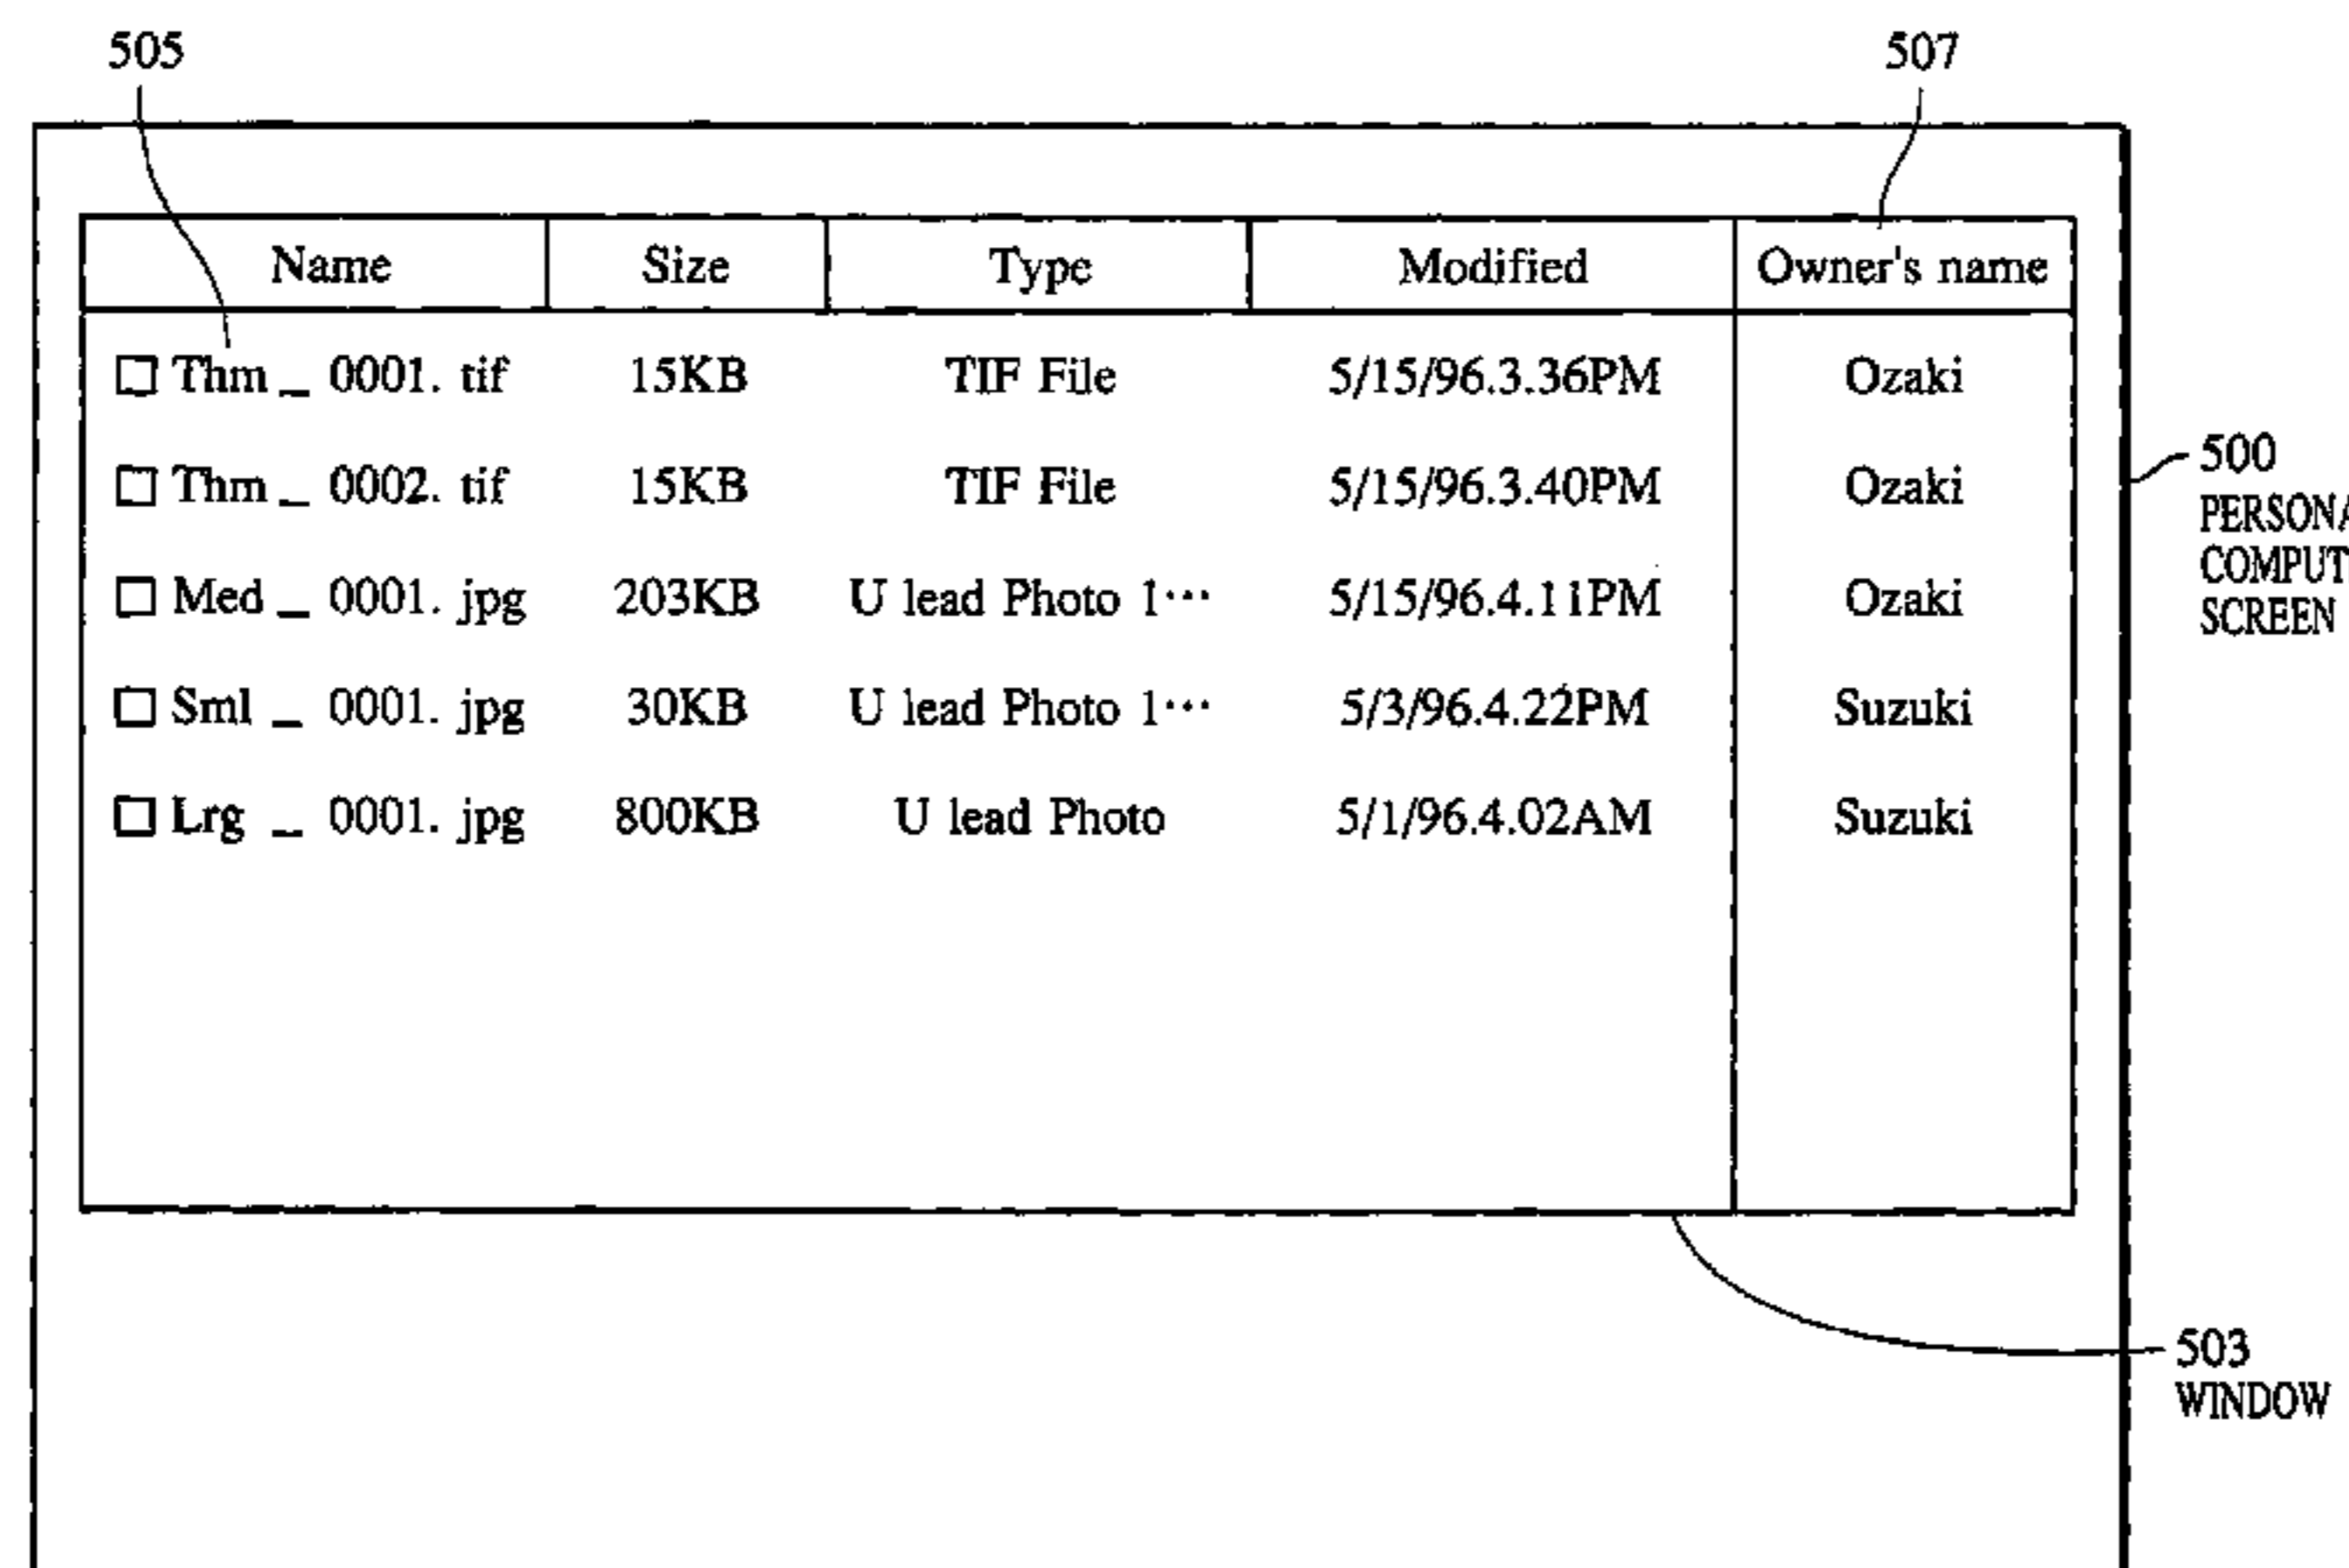 505
507
Name Size Type Modified Owner's name
Thm _ 0001. tif 15KB TIF File 5/15/96.3.36PM Ozaki
Thm _ 0002. tif 15KB TIF File 5/15/96.3.40PM Ozaki
Med _ 0001. jpg 203KB U lead Photo 1··· 5/15/96.4.11PM Ozaki
Sml _ 0001. jpg 30KB U lead Photo 1··· 5/3/96.4.22PM Suzuki
Lrg _ 0001. jpg 800KB U lead Photo 5/1/96.4.02AM Suzuki
500
PERSONA
COMPUT
SCREEN
503
WINDOW